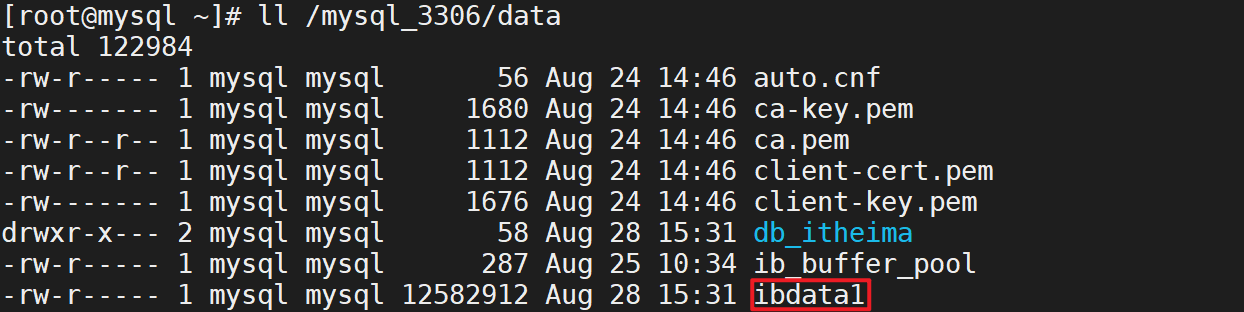 [root@mysql ~]# ll /mysql_3306/data
total 122984
-rw-r----- 1 mysql mysql       56 Aug 24 14:46 auto.cnf
-rw------- 1 mysql mysql     1680 Aug 24 14:46 ca-key.pem
-rw-r--r-- 1 mysql mysql     1112 Aug 24 14:46 ca.pem
-rw-r--r-- 1 mysql mysql     1112 Aug 24 14:46 client-cert.pem
-rw------- 1 mysql mysql     1676 Aug 24 14:46 client-key.pem
drwxr-x--- 2 mysql mysql       58 Aug 28 15:31 db_itheima
-rw-r----- 1 mysql mysql      287 Aug 25 10:34 ib_buffer_pool
-rw-r----- 1 mysql mysql 12582912 Aug 28 15:31 ibdata1